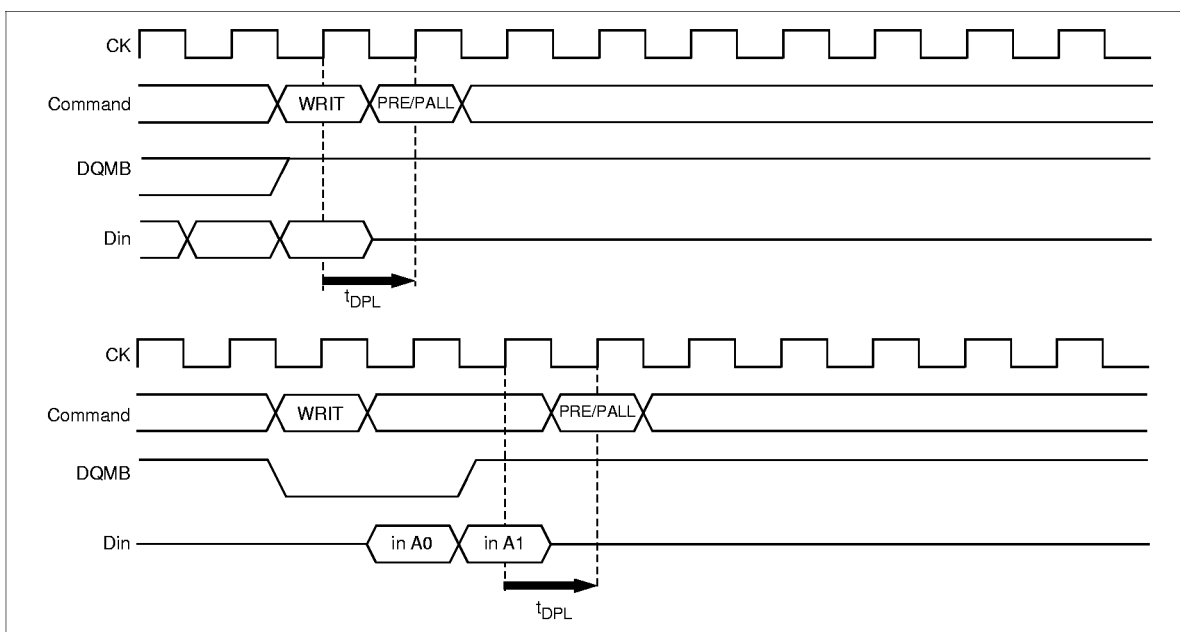 CK
Command WRIT PRE/PALL
DQMB
Din
tDPL
CK
Command WRIT PRE/PALL
DQMB
Din in A0 in A1
tDPL